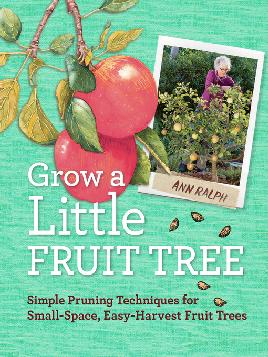 ANN RALPH
Grow a
Little
FRUIT TREE
Simple Pruning Techniques for
Small-Space, Easy-Harvest Fruit Trees